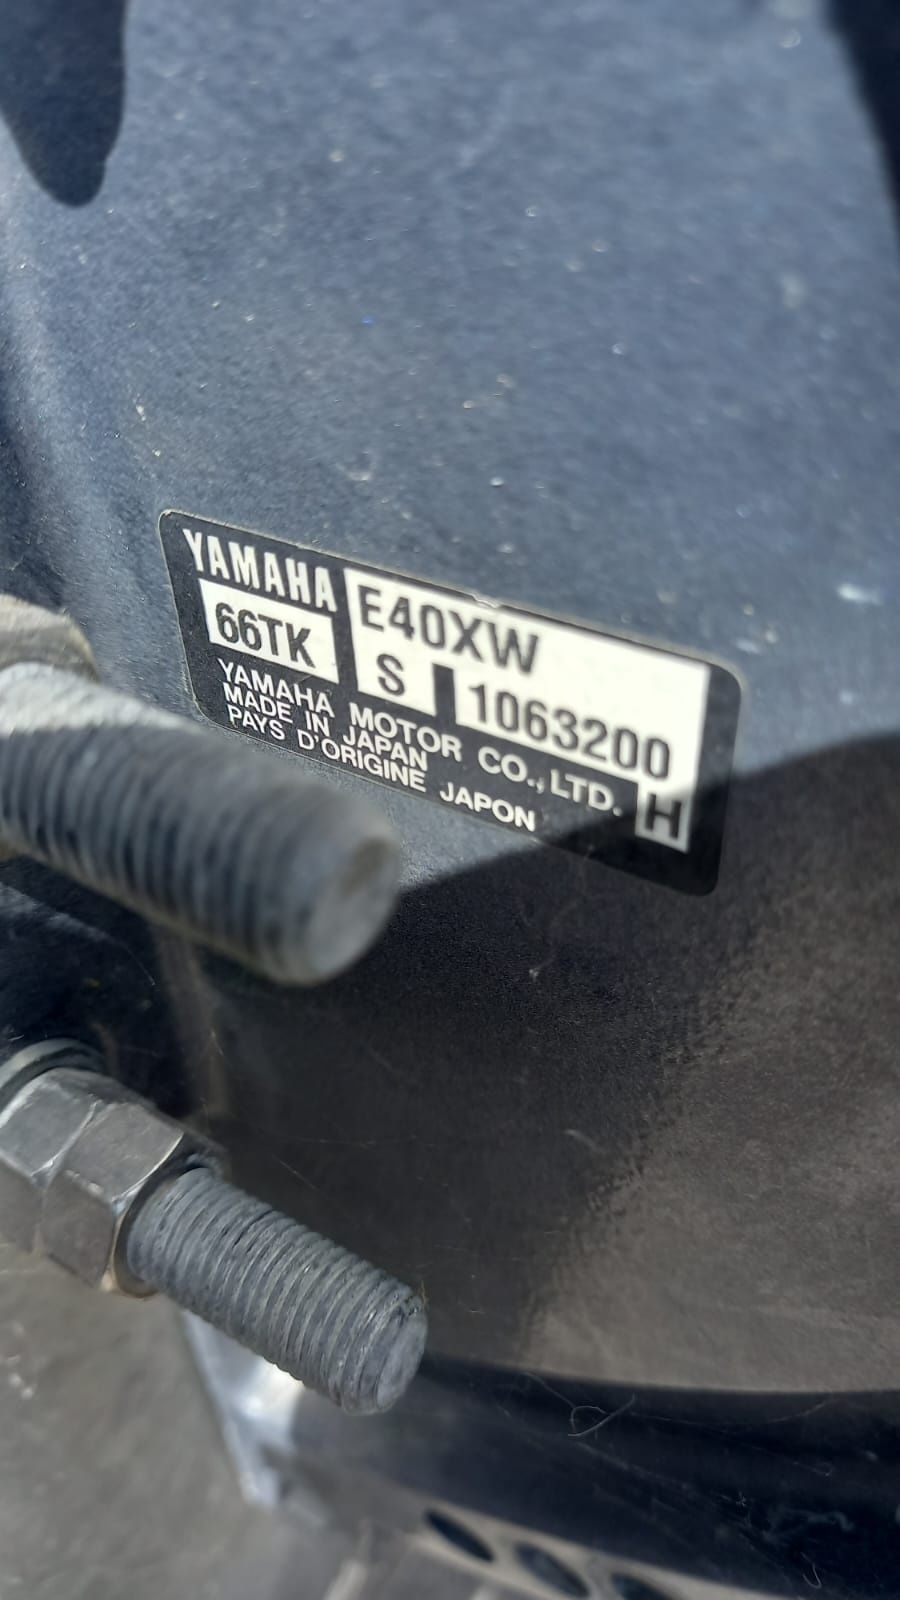 YAMAHA E40XW
66TK S 1063200
YAMAHA MOTOR CO.,LTD.
MADE IN JAPAN
PAYS D'ORIGINE JAPON
H